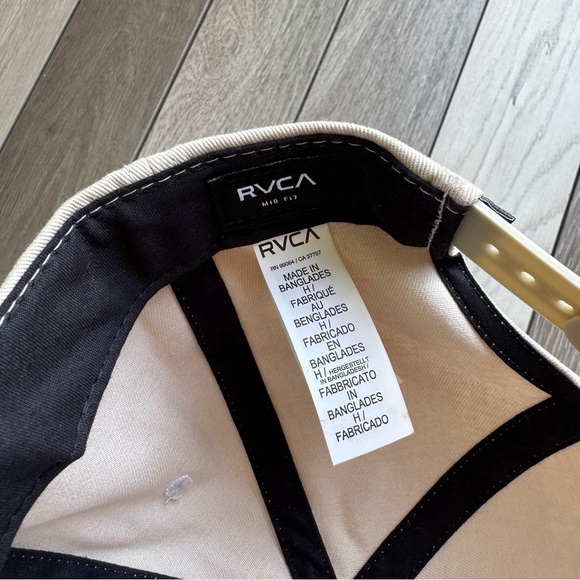 RVCA
MID FIT
RVCA
RN 99064 / CA 37757
MADE IN
BANGLADES
H /
FABRIQUÉ
AU
BENGLADES
H /
FABRICADO
EN
BANGLADES
H / HERGESTELLT
IN BANGLADESH /
FABBRICATO
IN
BANGLADES
H /
FABRICADO